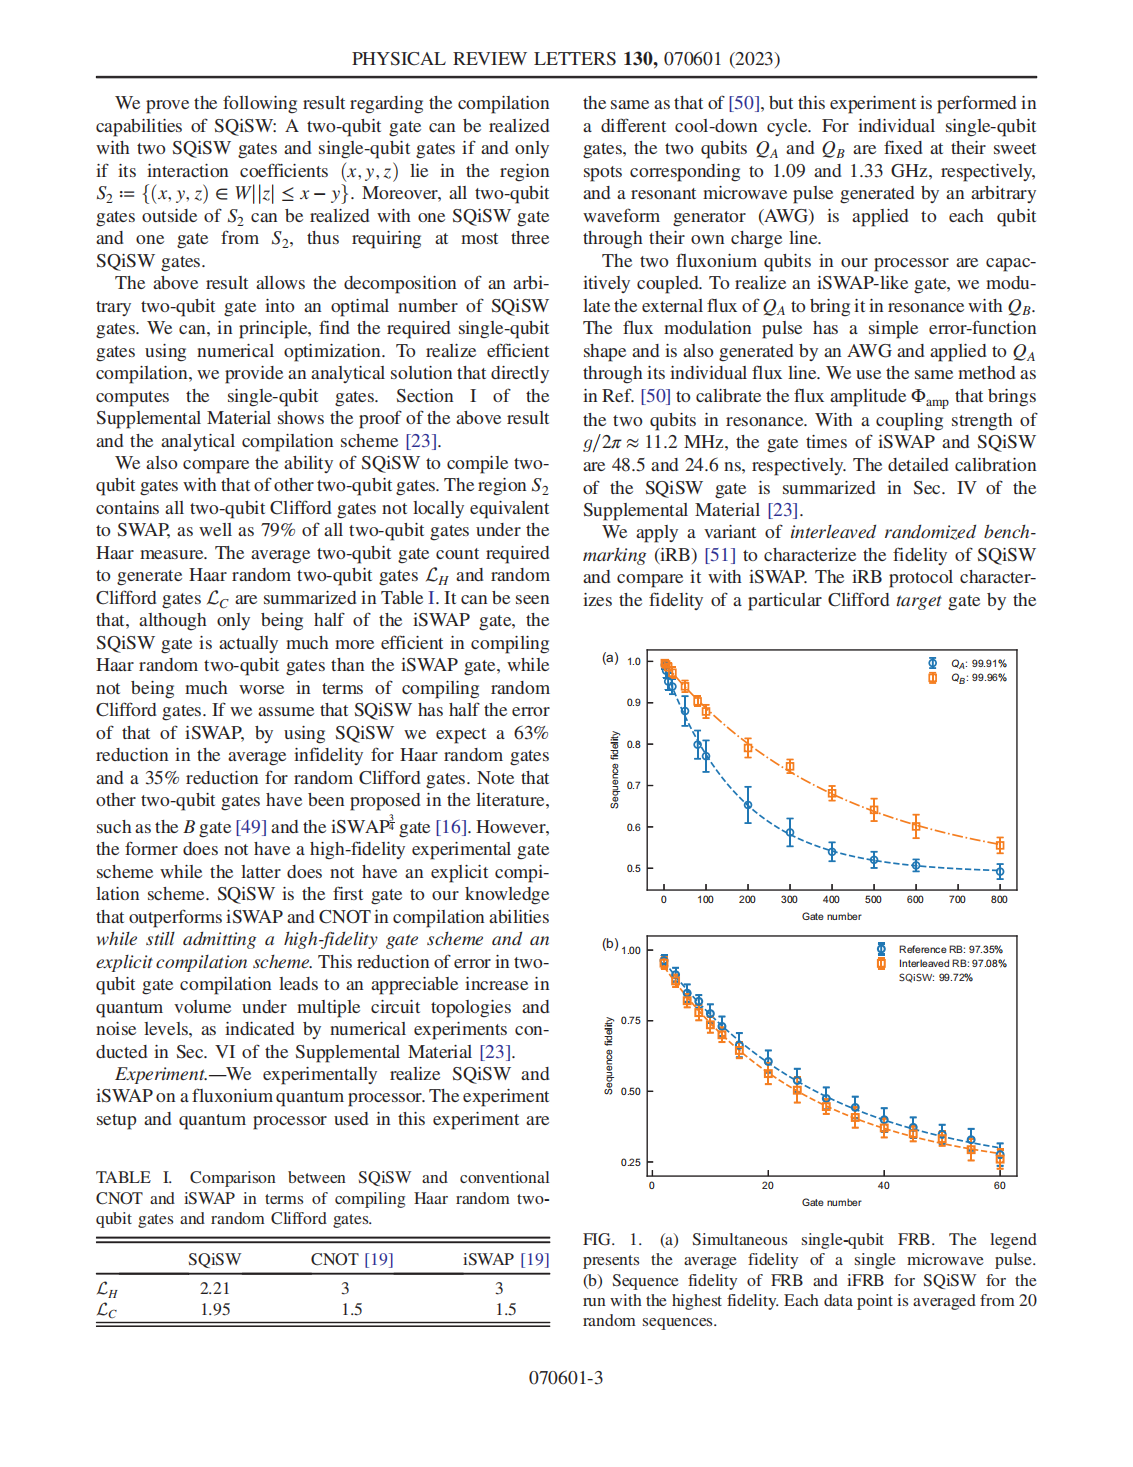 PHYSICAL REVIEW LETTERS 130, 070601 (2023)
We prove the following result regarding the compilation
capabilities of SQiSW: A two-qubit gate can be realized
with two SQiSW gates and single-qubit gates if and only
if its interaction coefficients (x, y, z) lie in the region
S₂ ≔ {(x, y, z) ∈ W||z| ≤ x − y}. Moreover, all two-qubit
gates outside of S₂ can be realized with one SQiSW gate
and one gate from S₂, thus requiring at most three
SQiSW gates.
The above result allows the decomposition of an arbi-
trary two-qubit gate into an optimal number of SQiSW
gates. We can, in principle, find the required single-qubit
gates using numerical optimization. To realize efficient
compilation, we provide an analytical solution that directly
computes the single-qubit gates. Section I of the
Supplemental Material shows the proof of the above result
and the analytical compilation scheme [23].
We also compare the ability of SQiSW to compile two-
qubit gates with that of other two-qubit gates. The region S₂
contains all two-qubit Clifford gates not locally equivalent
to SWAP, as well as 79% of all two-qubit gates under the
Haar measure. The average two-qubit gate count required
to generate Haar random two-qubit gates ℒ_H and random
Clifford gates ℒ_C are summarized in Table I. It can be seen
that, although only being half of the iSWAP gate, the
SQiSW gate is actually much more efficient in compiling
Haar random two-qubit gates than the iSWAP gate, while
not being much worse in terms of compiling random
Clifford gates. If we assume that SQiSW has half the error
of that of iSWAP, by using SQiSW we expect a 63%
reduction in the average infidelity for Haar random gates
and a 35% reduction for random Clifford gates. Note that
other two-qubit gates have been proposed in the literature,
such as the B gate [49] and the iSWAP^{3/4} gate [16]. However,
the former does not have a high-fidelity experimental gate
scheme while the latter does not have an explicit compi-
lation scheme. SQiSW is the first gate to our knowledge
that outperforms iSWAP and CNOT in compilation abilities
while still admitting a high-fidelity gate scheme and an
explicit compilation scheme. This reduction of error in two-
qubit gate compilation leads to an appreciable increase in
quantum volume under multiple circuit topologies and
noise levels, as indicated by numerical experiments con-
ducted in Sec. VI of the Supplemental Material [23].
Experiment.—We experimentally realize SQiSW and
iSWAP on a fluxonium quantum processor. The experiment
setup and quantum processor used in this experiment are
TABLE I. Comparison between SQiSW and conventional
CNOT and iSWAP in terms of compiling Haar random two-
qubit gates and random Clifford gates.
SQiSW CNOT [19] iSWAP [19]
ℒ_H 2.21 3 3
ℒ_C 1.95 1.5 1.5
the same as that of [50], but this experiment is performed in
a different cool-down cycle. For individual single-qubit
gates, the two qubits Q_A and Q_B are fixed at their sweet
spots corresponding to 1.09 and 1.33 GHz, respectively,
and a resonant microwave pulse generated by an arbitrary
waveform generator (AWG) is applied to each qubit
through their own charge line.
The two fluxonium qubits in our processor are capac-
itively coupled. To realize an iSWAP-like gate, we modu-
late the external flux of Q_A to bring it in resonance with Q_B.
The flux modulation pulse has a simple error-function
shape and is also generated by an AWG and applied to Q_A
through its individual flux line. We use the same method as
in Ref. [50] to calibrate the flux amplitude Φ_amp that brings
the two qubits in resonance. With a coupling strength of
g/2π ≈ 11.2 MHz, the gate times of iSWAP and SQiSW
are 48.5 and 24.6 ns, respectively. The detailed calibration
of the SQiSW gate is summarized in Sec. IV of the
Supplemental Material [23].
We apply a variant of interleaved randomized bench-
marking (iRB) [51] to characterize the fidelity of SQiSW
and compare it with iSWAP. The iRB protocol character-
izes the fidelity of a particular Clifford target gate by the
(a)
1.0
0.9
0.8
0.7
0.6
0.5
Sequence fidelity
Q_A: 99.91%
Q_B: 99.96%
0 100 200 300 400 500 600 700 800
Gate number
(b)
1.00
0.75
0.50
0.25
Sequence fidelity
Reference RB: 97.35%
Interleaved RB: 97.08%
SQiSW: 99.72%
0 20 40 60
Gate number
FIG. 1. (a) Simultaneous single-qubit FRB. The legend
presents the average fidelity of a single microwave pulse.
(b) Sequence fidelity of FRB and iFRB for SQiSW for the
run with the highest fidelity. Each data point is averaged from 20
random sequences.
070601-3